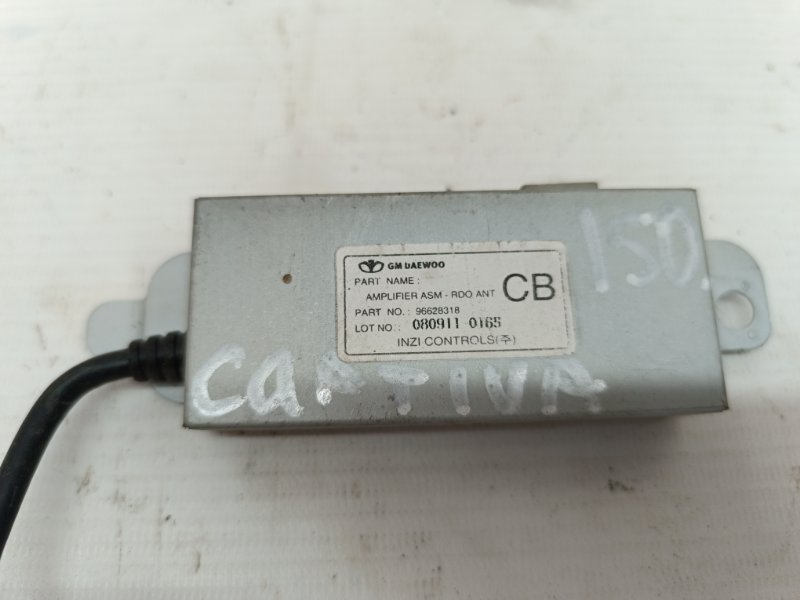 150
GM DAEWOO
PART NAME :
AMPLIFIER ASM - RDO ANT
CB
PART NO. : 96628318
LOT NO. : 080911-0165
INZI CONTROLS(주)
CAPTIVA